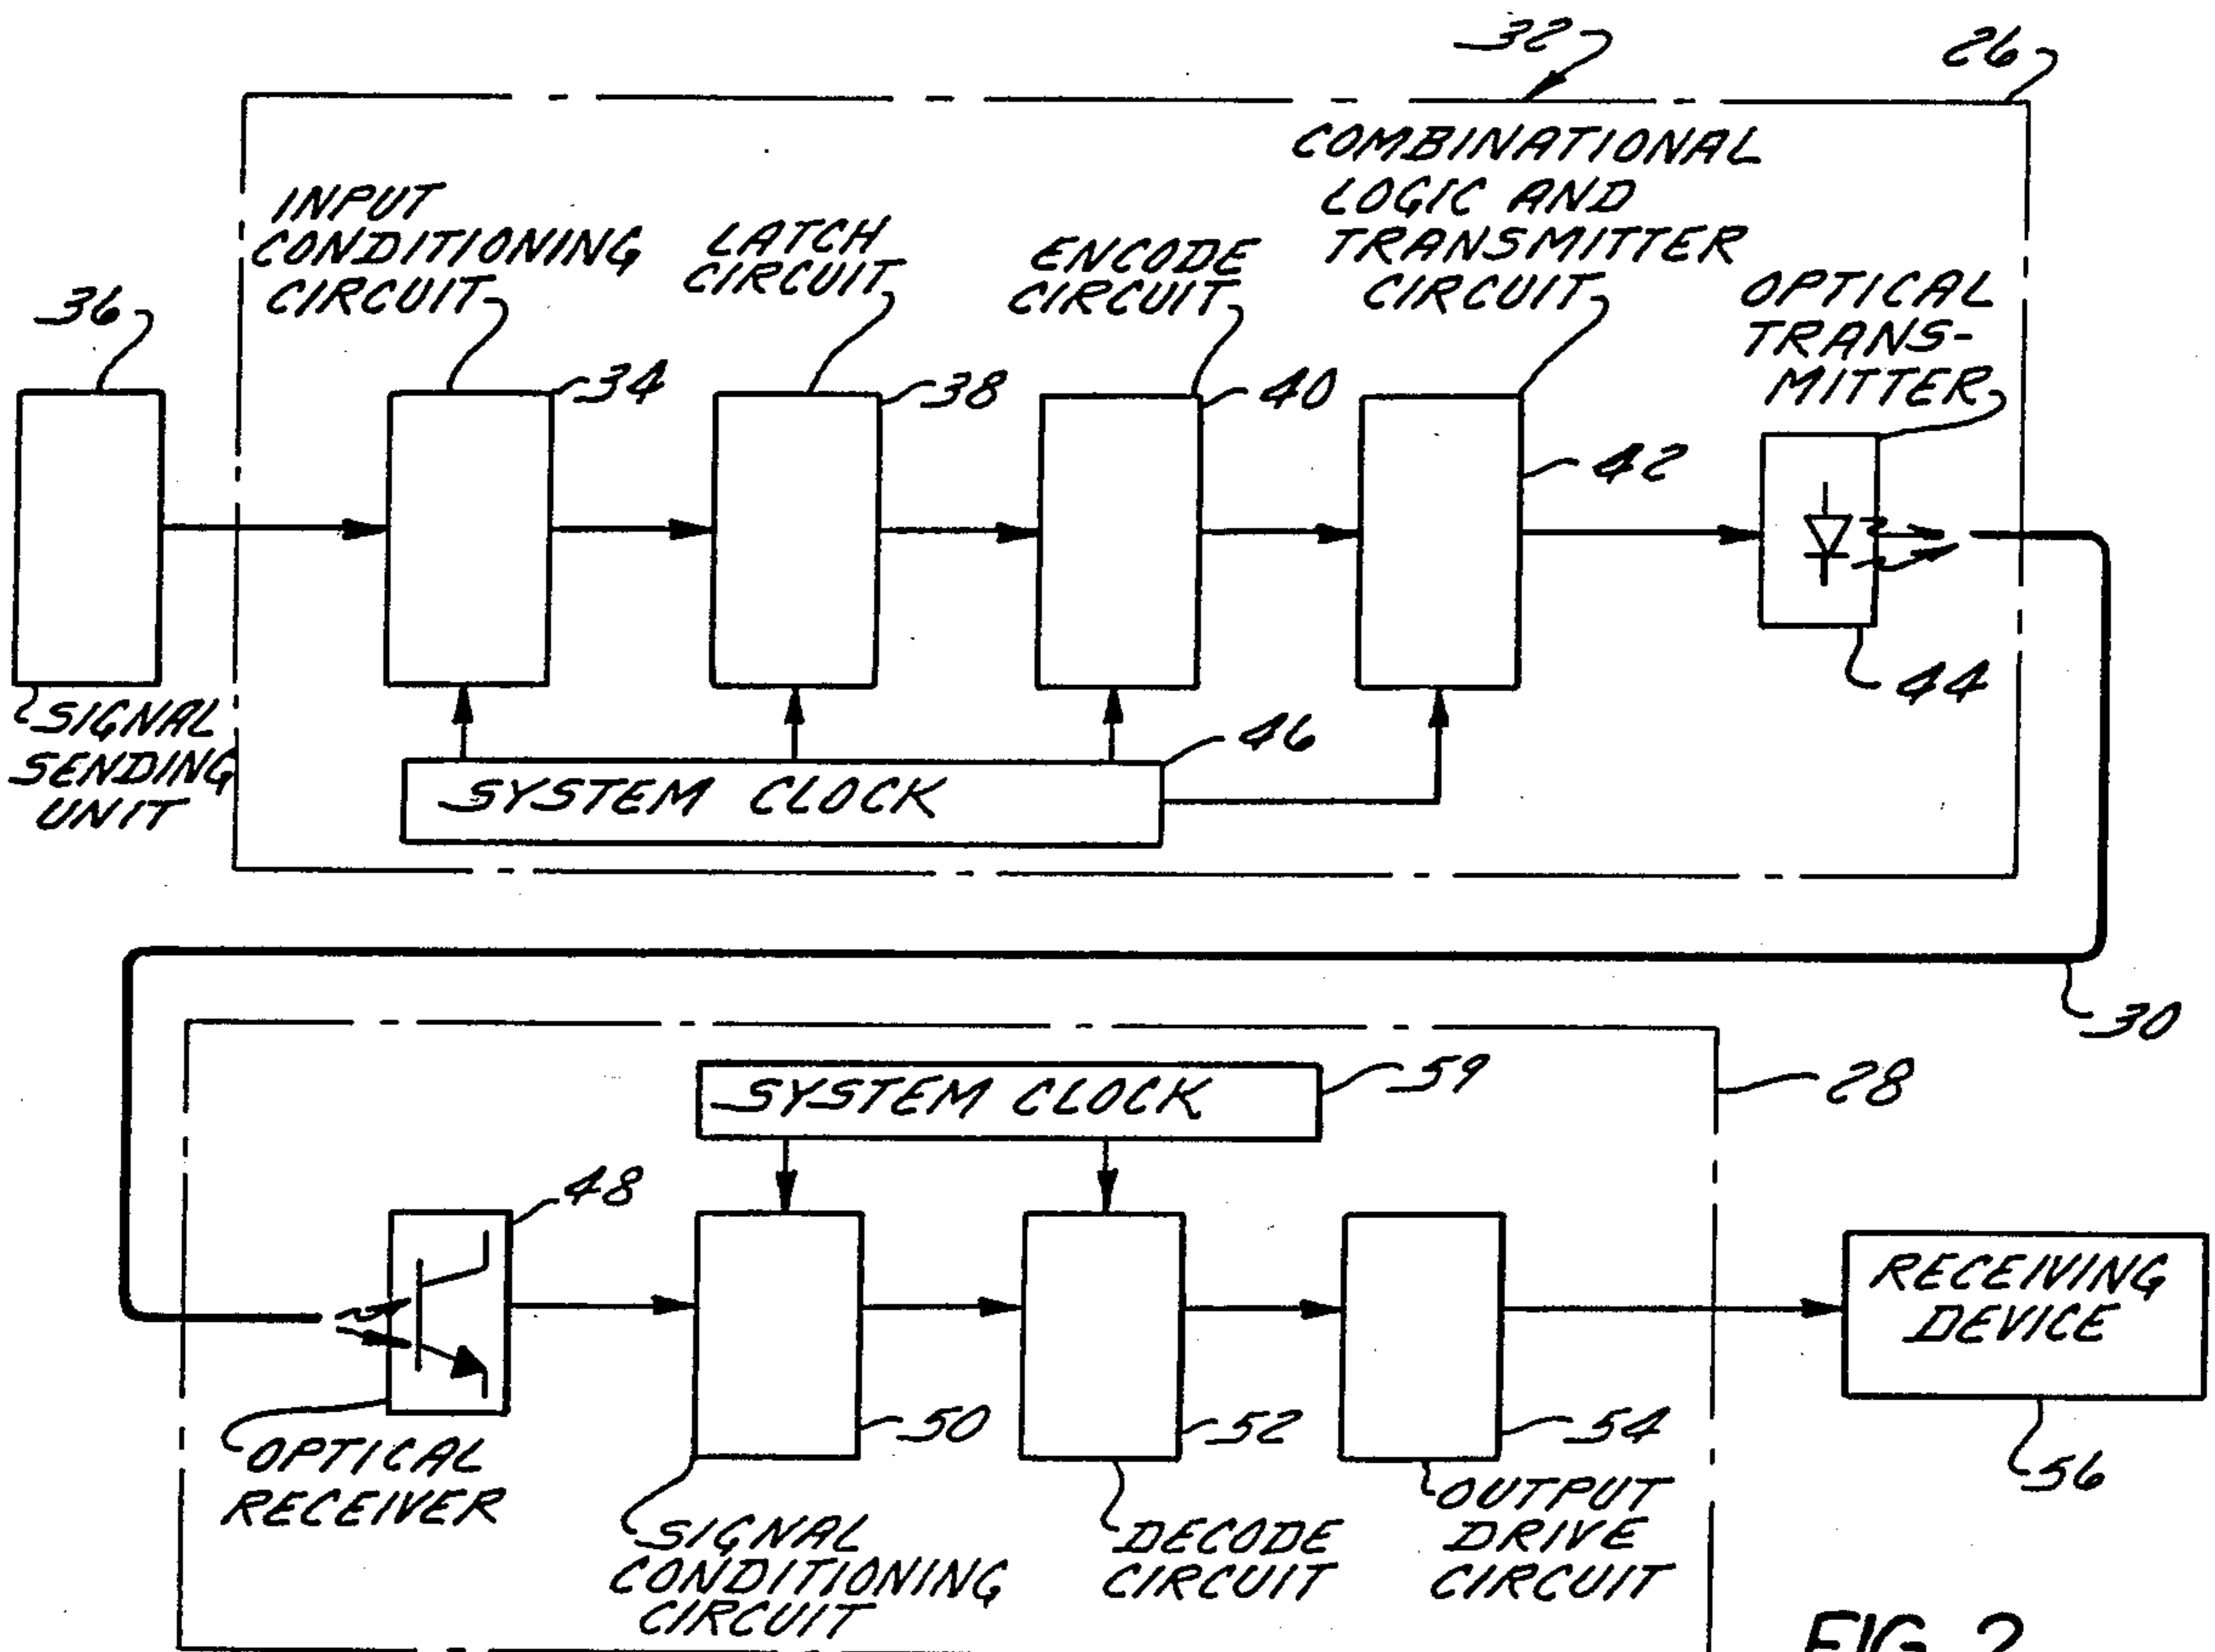 32
26
COMBINATIONAL
LOGIC AND
TRANSMITTER
CIRCUIT
INPUT
CONDITIONING
CIRCUIT
LATCH
CIRCUIT
ENCODE
CIRCUIT
OPTICAL
TRANS-
MITTER
36
34
38
40
42
44
SIGNAL
SENDING
UNIT
46
SYSTEM CLOCK
30
SYSTEM CLOCK
59
28
48
RECEIVING
DEVICE
50
52
54
56
OPTICAL
RECEIVER
SIGNAL
CONDITIONING
CIRCUIT
DECODE
CIRCUIT
OUTPUT
DRIVE
CIRCUIT
FIG. 2